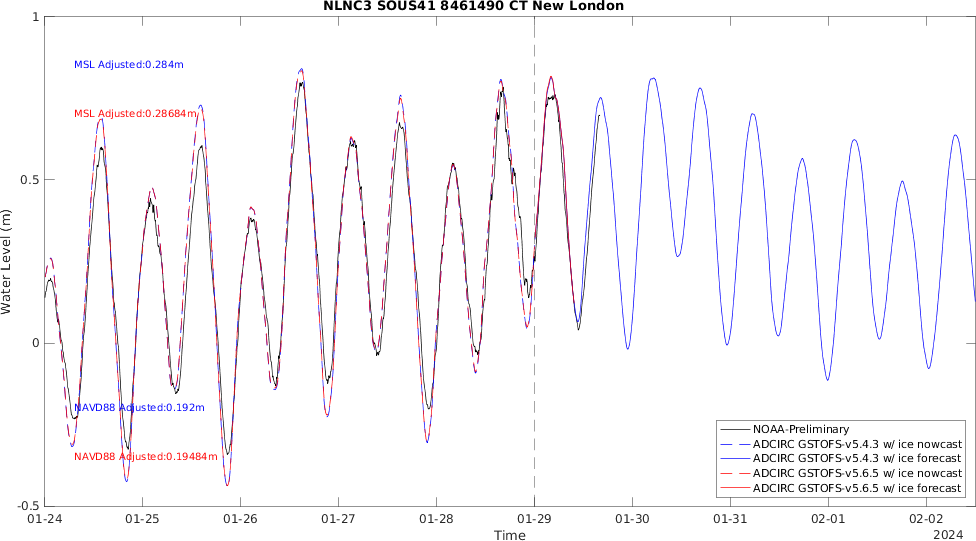 NLNC3 SOUS41 8461490 CT New London
1
MSL Adjusted:0.284m
MSL Adjusted:0.28684m
0.5
Water Level (m)
0
NAVD88 Adjusted:0.192m
NAVD88 Adjusted:0.19484m
NOAA-Preliminary
ADCIRC GSTOFS-v5.4.3 w/ ice nowcast
ADCIRC GSTOFS-v5.4.3 w/ ice forecast
ADCIRC GSTOFS-v5.6.5 w/ ice nowcast
ADCIRC GSTOFS-v5.6.5 w/ ice forecast
-0.5
01-24 01-25 01-26 01-27 01-28 01-29 01-30 01-31 02-01 02-02
Time
2024